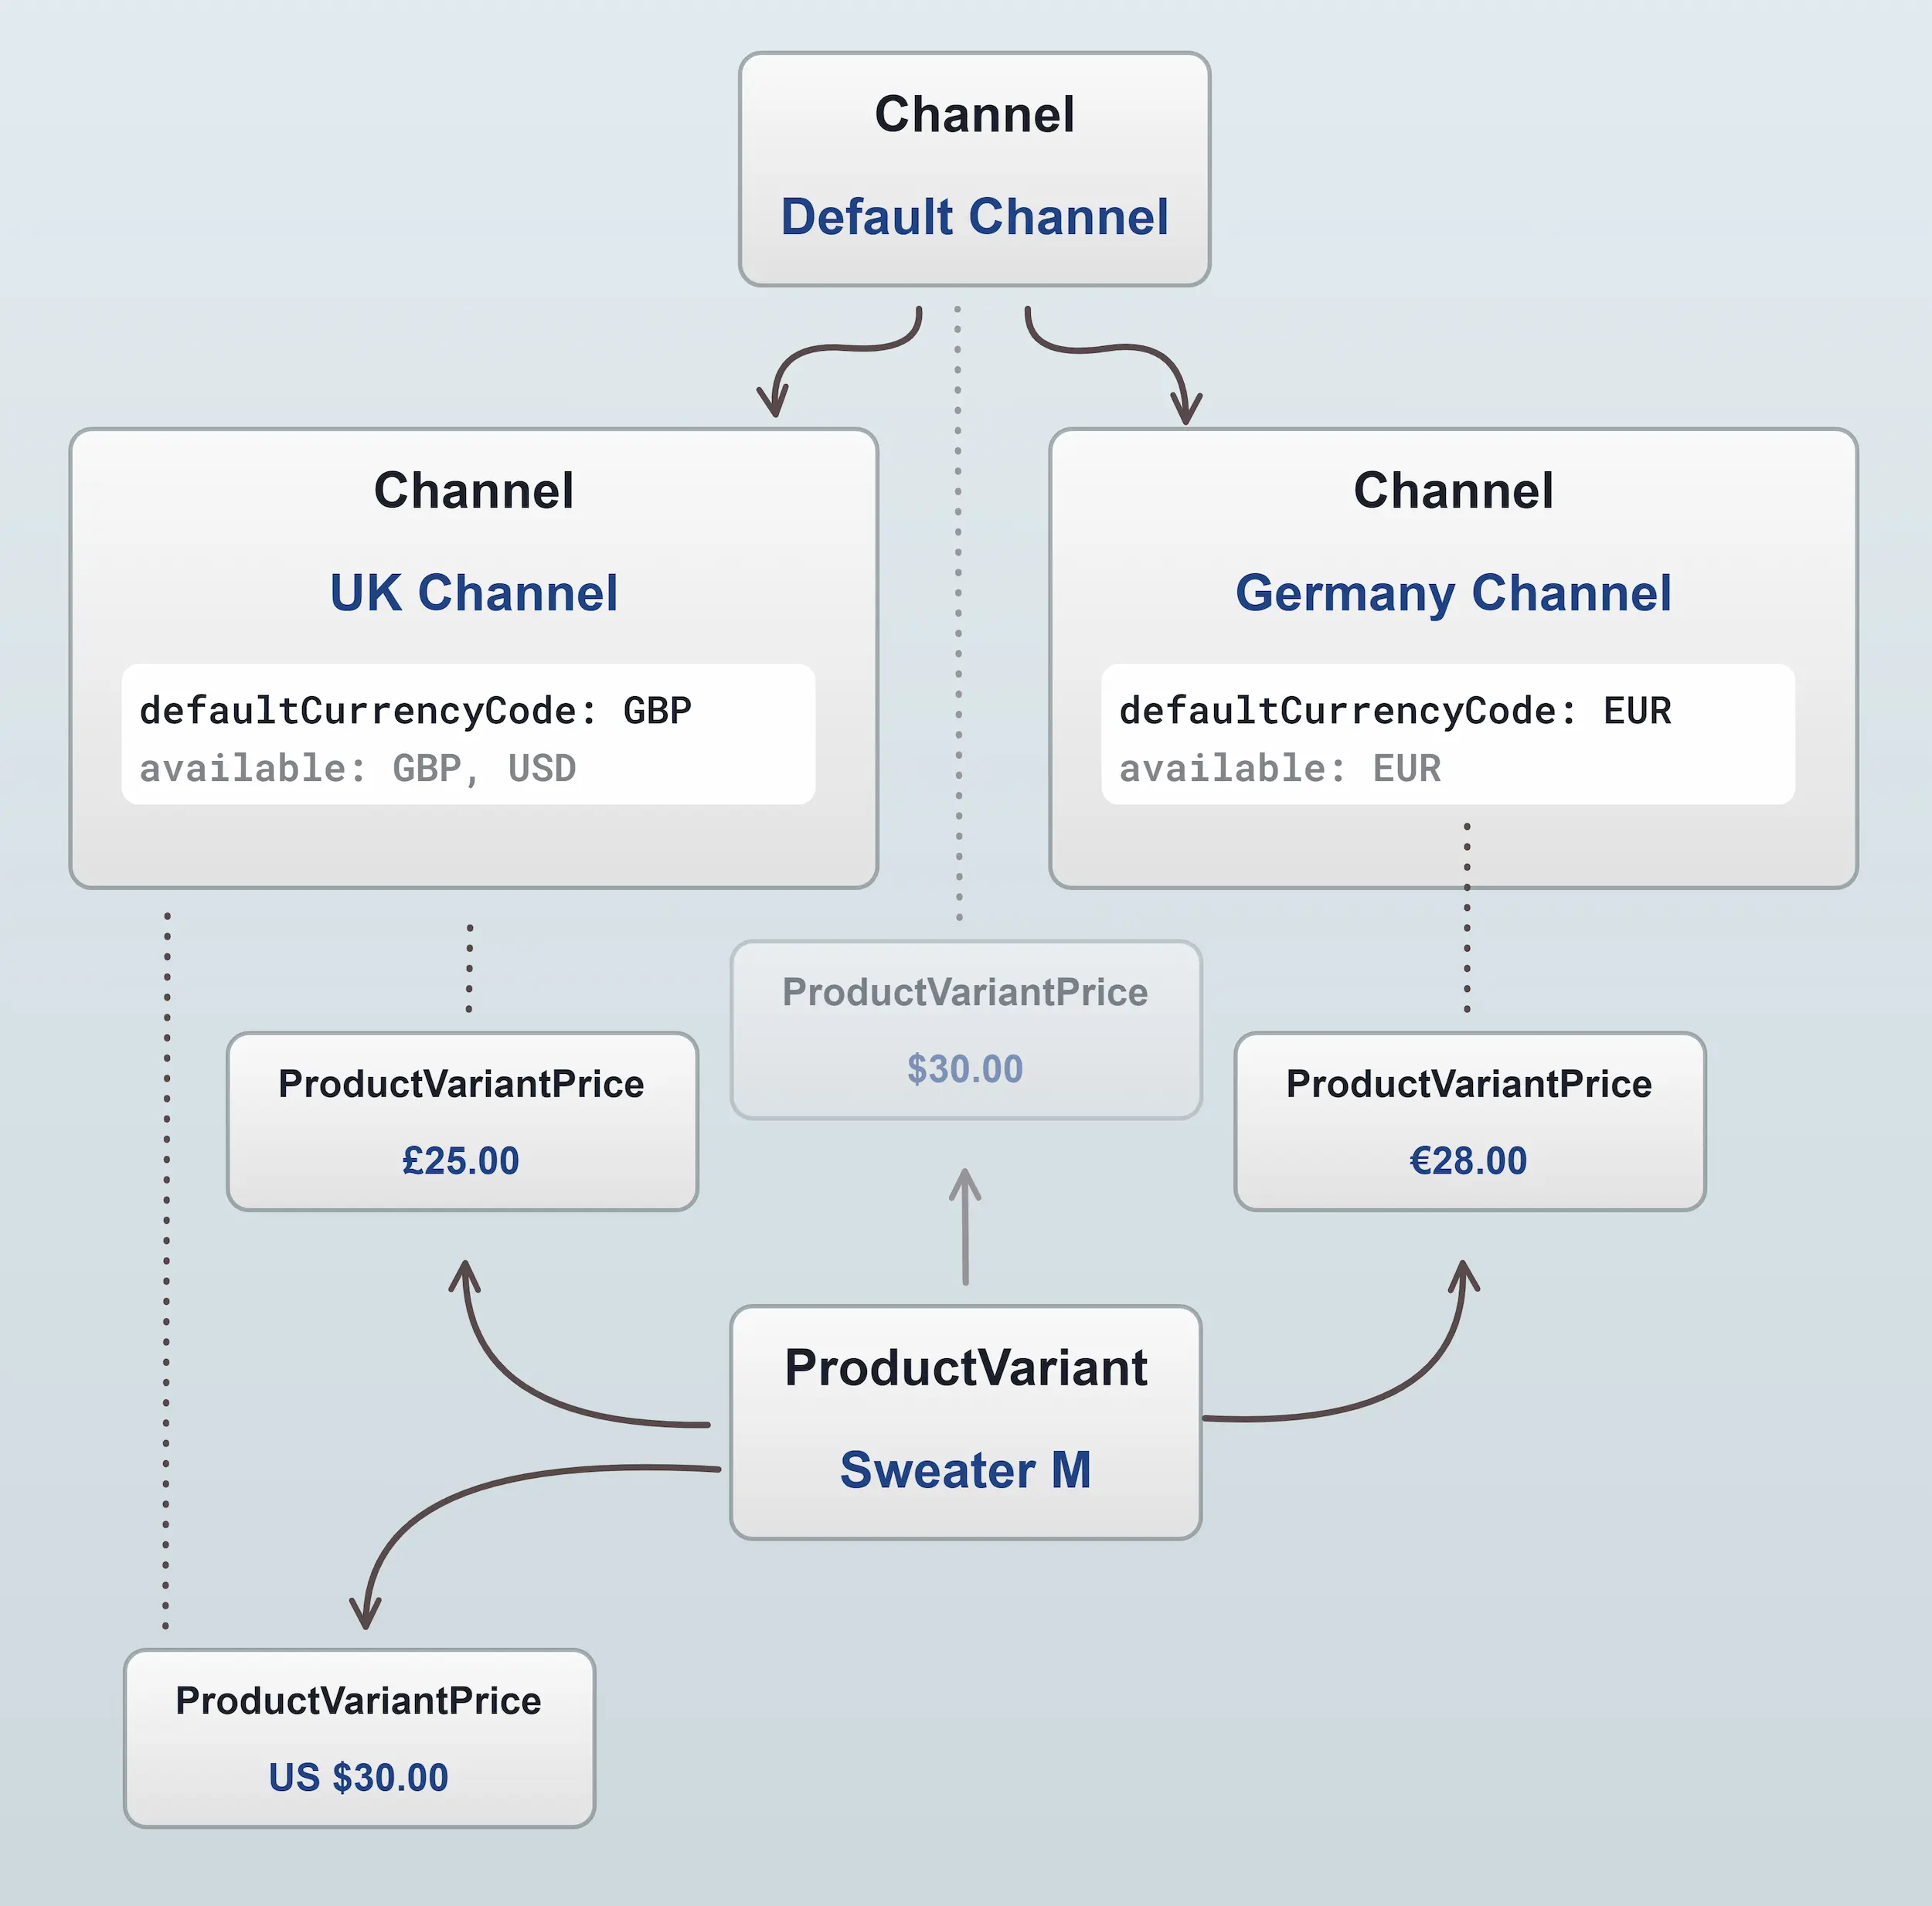 Channel
Default Channel
Channel
UK Channel
defaultCurrencyCode: GBP
available: GBP, USD
Channel
Germany Channel
defaultCurrencyCode: EUR
available: EUR
ProductVariantPrice
$30.00
ProductVariantPrice
£25.00
ProductVariantPrice
€28.00
ProductVariant
Sweater M
ProductVariantPrice
US $30.00